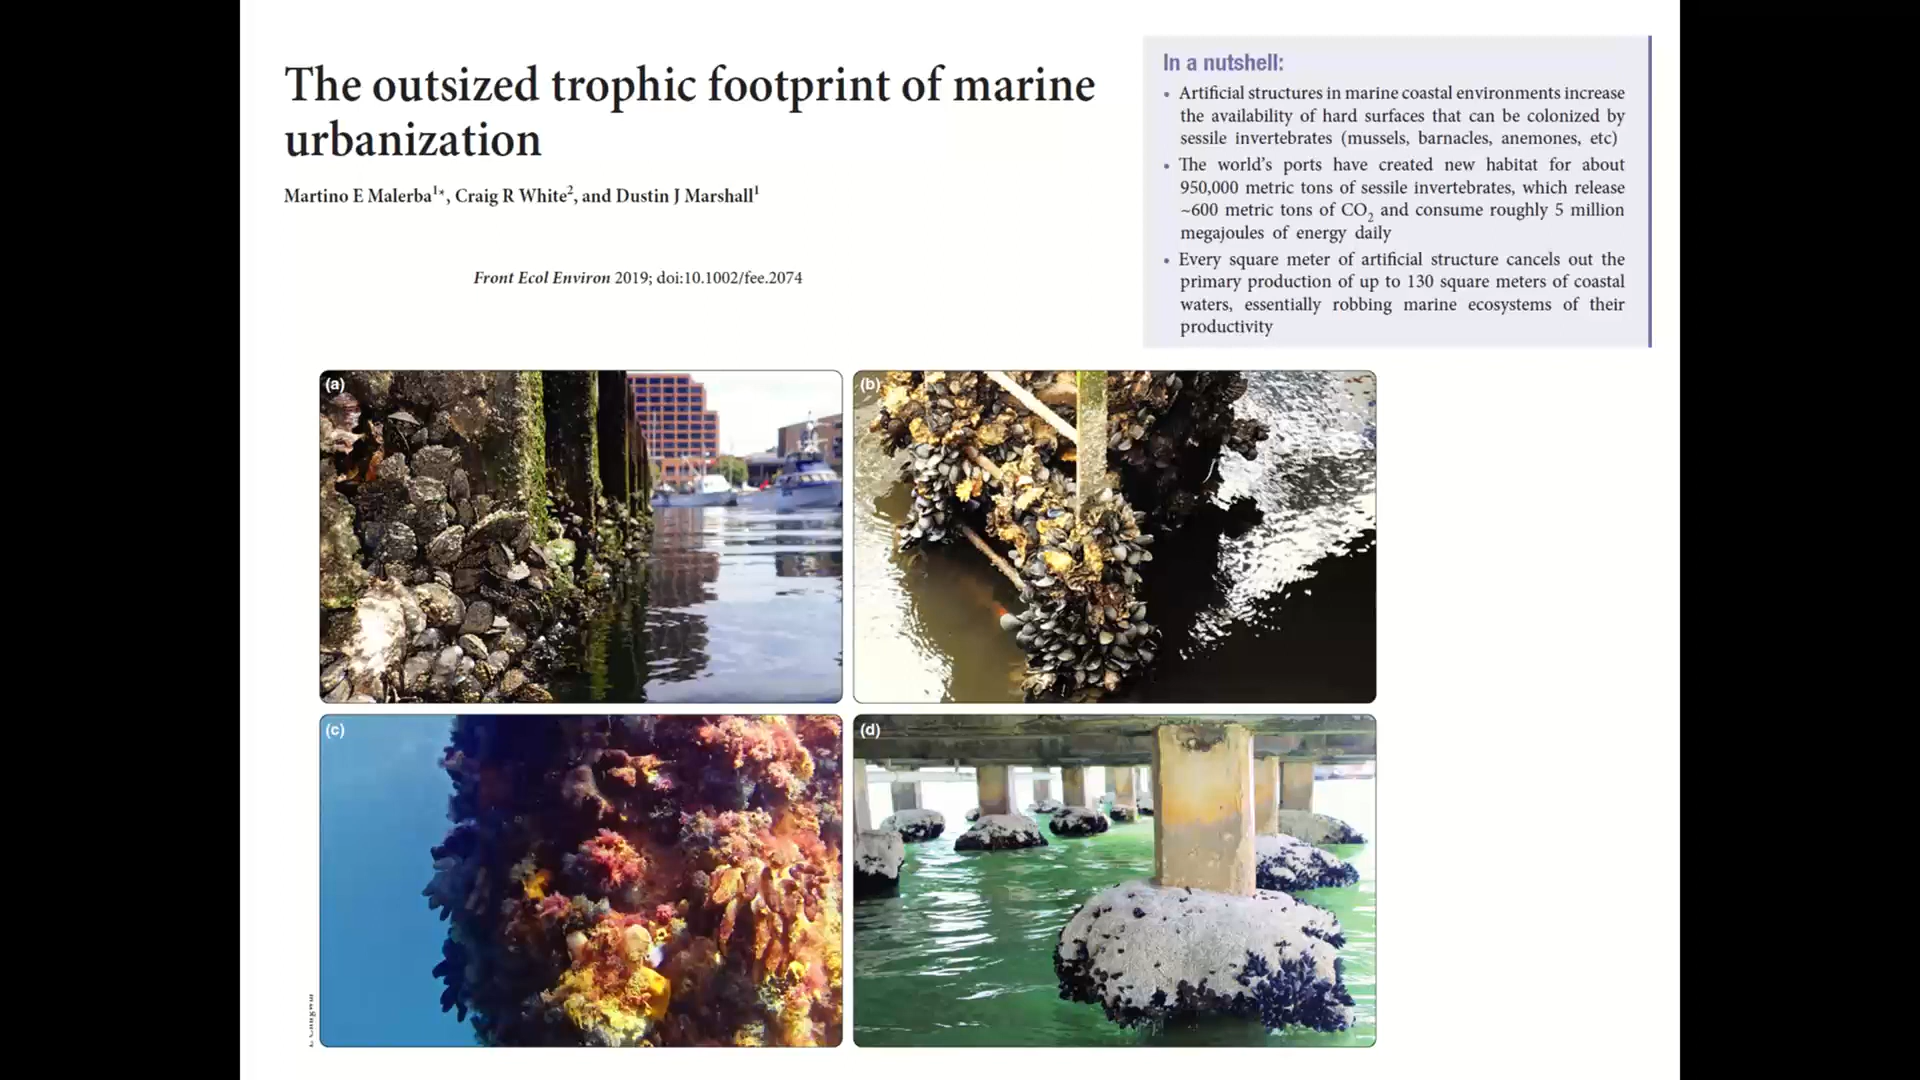 The outsized trophic footprint of marine
urbanization
Martino E Malerba1*, Craig R White2, and Dustin J Marshall1
Front Ecol Environ 2019; doi:10.1002/fee.2074
In a nutshell:
• Artificial structures in marine coastal environments increase
the availability of hard surfaces that can be colonized by
sessile invertebrates (mussels, barnacles, anemones, etc)
• The world’s ports have created new habitat for about
950,000 metric tons of sessile invertebrates, which release
~600 metric tons of CO2 and consume roughly 5 million
megajoules of energy daily
• Every square meter of artificial structure cancels out the
primary production of up to 130 square meters of coastal
waters, essentially robbing marine ecosystems of their
productivity
(a)
(b)
(c)
(d)